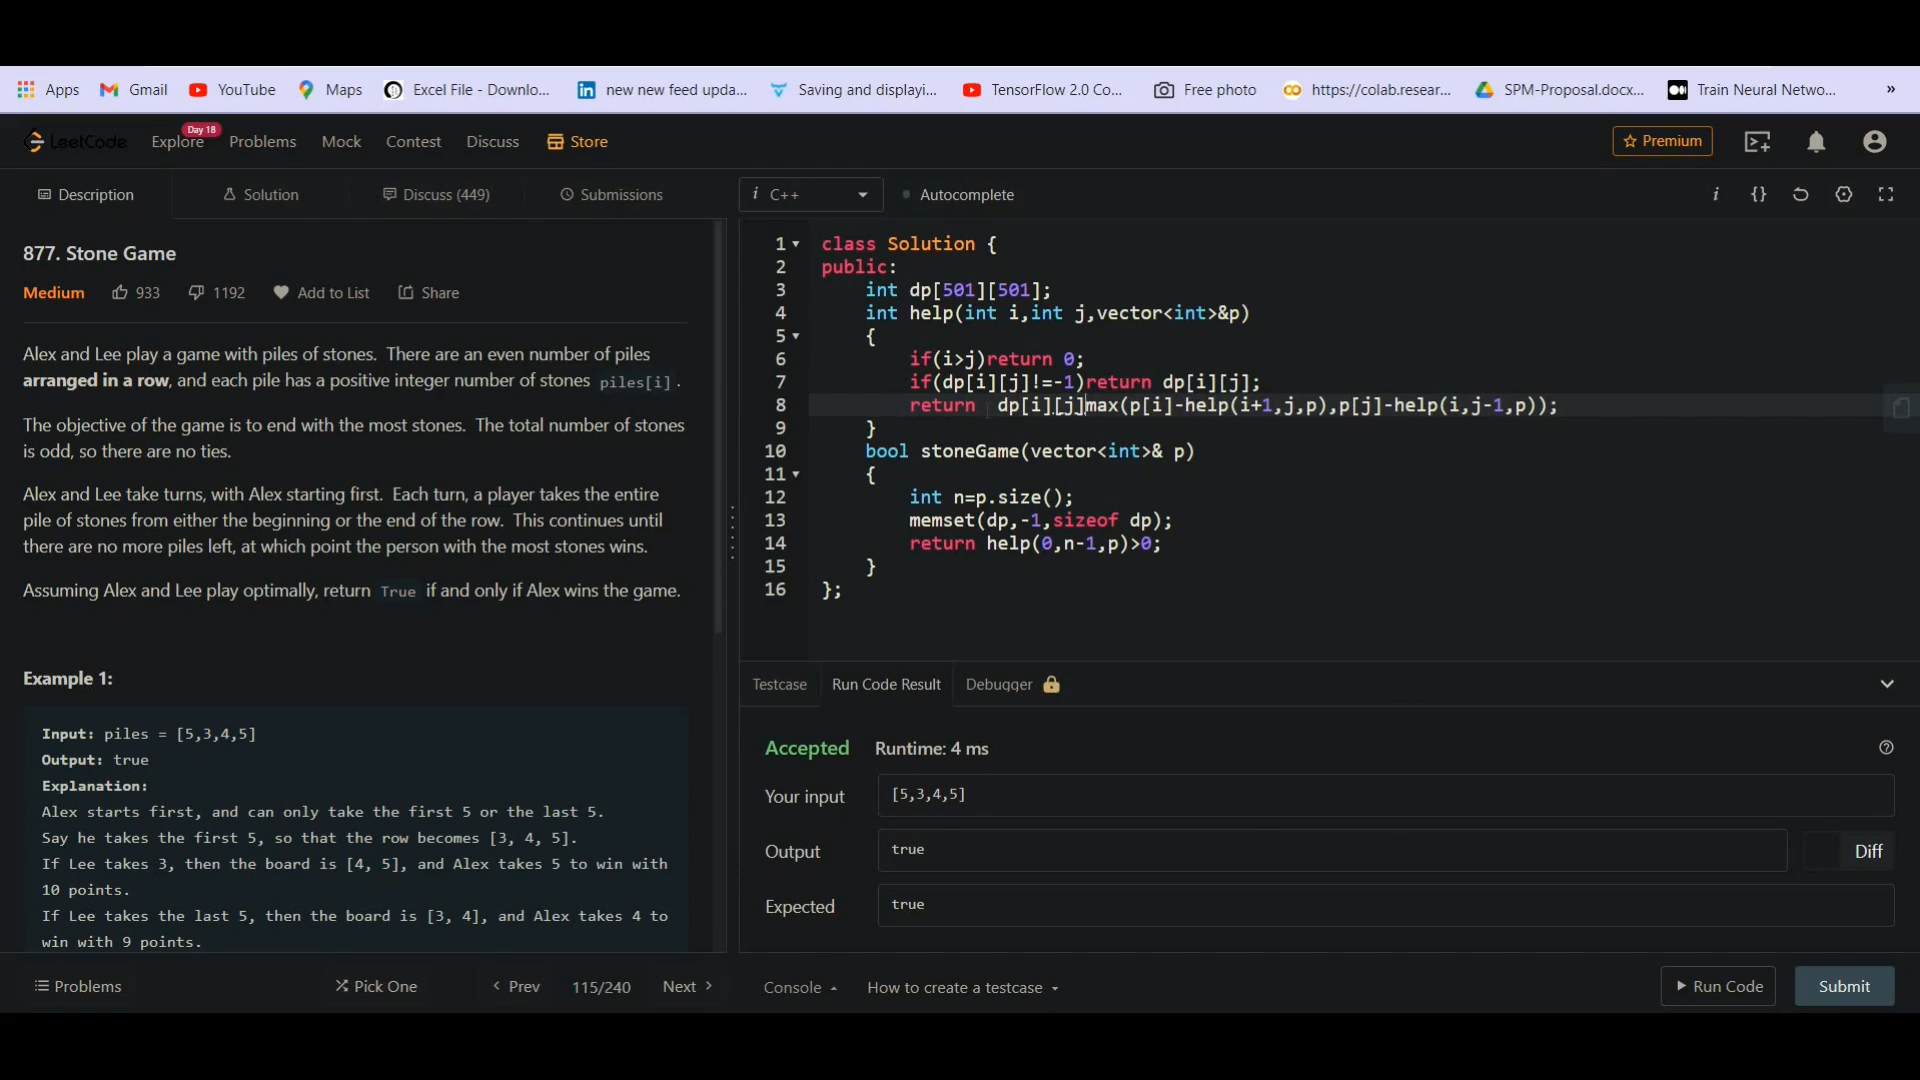 Apps Gmail YouTube Maps Excel File - Downlo... new new feed upda... Saving and displayi... TensorFlow 2.0 Co... Free photo https://colab.resear... SPM-Proposal.docx... Train Neural Netwo... »
LeetCode Explore Day 18 Problems Mock Contest Discuss Store Premium
Description Solution Discuss (449) Submissions
877. Stone Game
Medium 933 1192 Add to List Share
Alex and Lee play a game with piles of stones. There are an even number of piles
arranged in a row, and each pile has a positive integer number of stones piles[i].
The objective of the game is to end with the most stones. The total number of stones
is odd, so there are no ties.
Alex and Lee take turns, with Alex starting first. Each turn, a player takes the entire
pile of stones from either the beginning or the end of the row. This continues until
there are no more piles left, at which point the person with the most stones wins.
Assuming Alex and Lee play optimally, return True if and only if Alex wins the game.
Example 1:
Input: piles = [5,3,4,5]
Output: true
Explanation:
Alex starts first, and can only take the first 5 or the last 5.
Say he takes the first 5, so that the row becomes [3, 4, 5].
If Lee takes 3, then the board is [4, 5], and Alex takes 5 to win with
10 points.
If Lee takes the last 5, then the board is [3, 4], and Alex takes 4 to
win with 9 points.
Problems Pick One < Prev 115/240 Next >
i C++ Autocomplete i {}
1 class Solution {
2 public:
3 int dp[501][501];
4 int help(int i,int j,vector<int>&p)
5 {
6 if(i>j)return 0;
7 if(dp[i][j]!=-1)return dp[i][j];
8 return dp[i][j]max(p[i]-help(i+1,j,p),p[j]-help(i,j-1,p));
9 }
10 bool stoneGame(vector<int>& p)
11 {
12 int n=p.size();
13 memset(dp,-1,sizeof dp);
14 return help(0,n-1,p)>0;
15 }
16 };
Testcase Run Code Result Debugger
Accepted Runtime: 4 ms
Your input [5,3,4,5]
Output true Diff
Expected true
Console How to create a testcase Run Code Submit